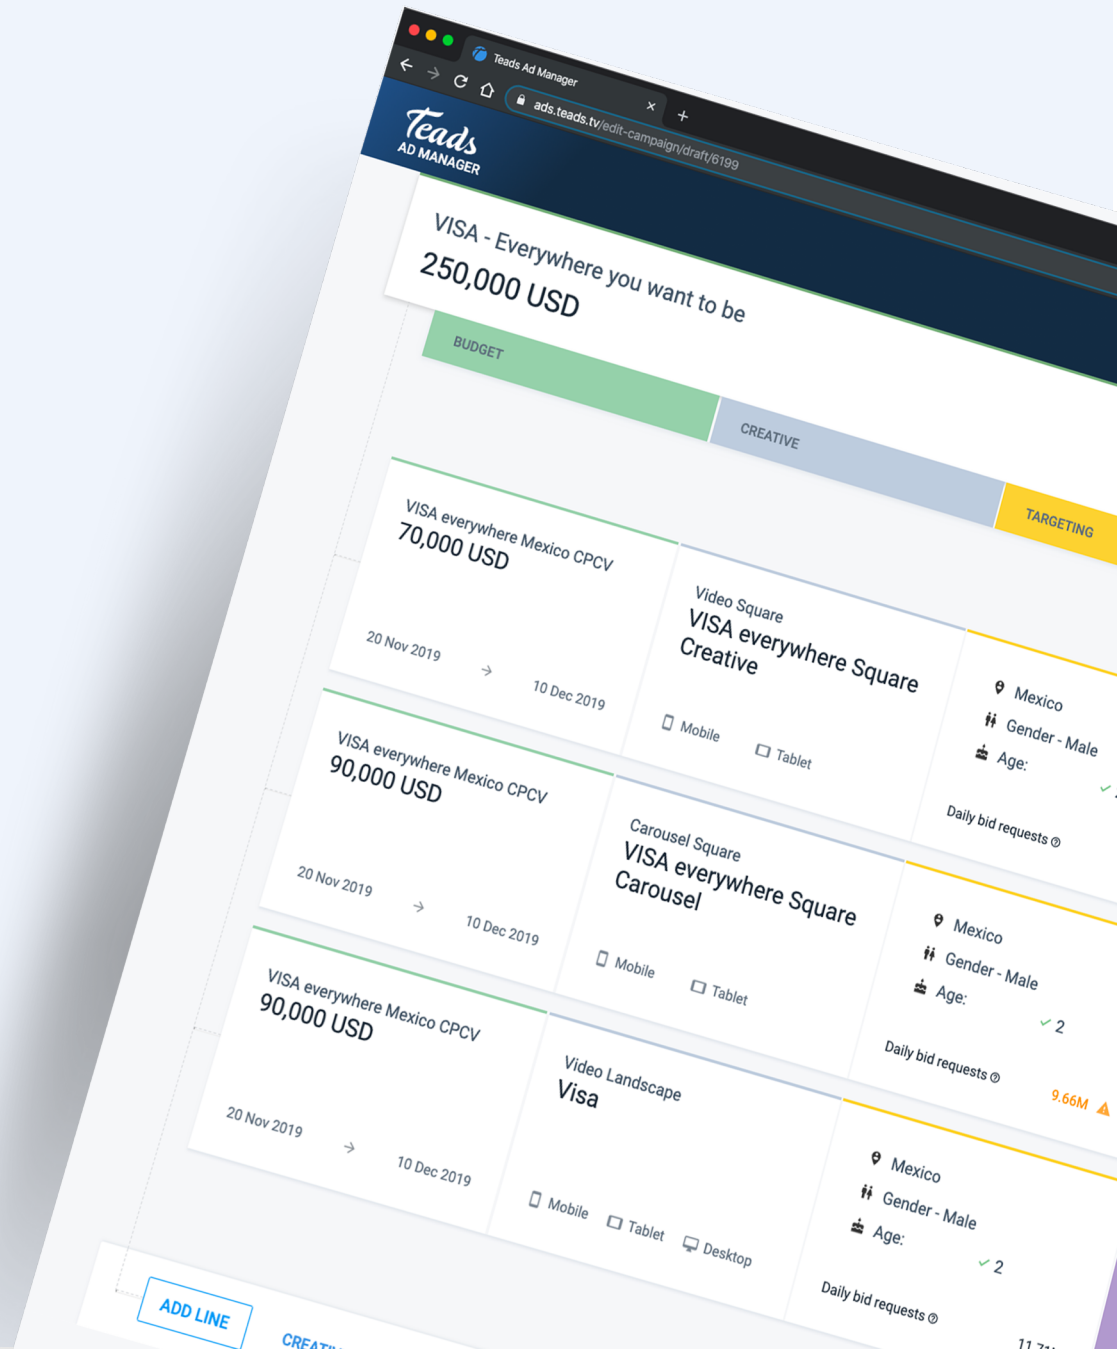 Teads Ad Manager
ads.teads.tv/edit-campaign/draft/6199
Teads
AD MANAGER
VISA - Everywhere you want to be
250,000 USD
BUDGET
CREATIVE
TARGETING
VISA everywhere Mexico CPCV
70,000 USD
20 Nov 2019
10 Dec 2019
Video Square
VISA everywhere Square
Creative
Mobile
Tablet
Mexico
Gender - Male
Age:
Daily bid requests
VISA everywhere Mexico CPCV
90,000 USD
20 Nov 2019
10 Dec 2019
Carousel Square
VISA everywhere Square
Carousel
Mobile
Tablet
Mexico
Gender - Male
Age:
2
Daily bid requests
9.66M
VISA everywhere Mexico CPCV
90,000 USD
20 Nov 2019
10 Dec 2019
Video Landscape
Visa
Mobile
Tablet
Desktop
Mexico
Gender - Male
Age:
2
Daily bid requests
ADD LINE